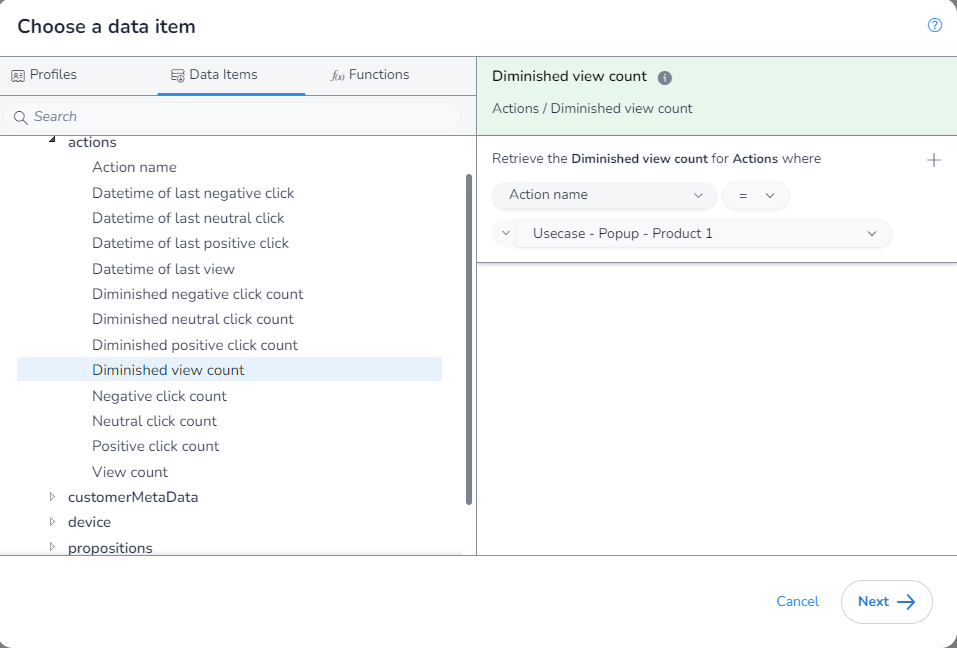 Choose a data item
Profiles
Data Items
f(x) Functions
Search
actions
Action name
Datetime of last negative click
Datetime of last neutral click
Datetime of last positive click
Datetime of last view
Diminished negative click count
Diminished neutral click count
Diminished positive click count
Diminished view count
Negative click count
Neutral click count
Positive click count
View count
customerMetaData
device
propositions
Diminished view count
Actions / Diminished view count
Retrieve the Diminished view count for Actions where
Action name =
Usecase - Popup - Product 1
Cancel
Next